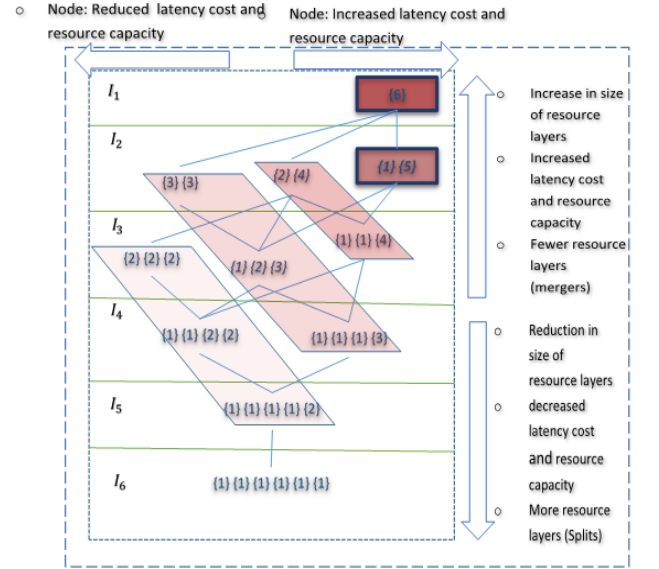 o Node: Reduced latency cost and
resource capacity
o Node: Increased latency cost and
resource capacity
I₁
{6}
I₂
{3} {3}
{2} {4}
{1} {5}
I₃
{2} {2} {2}
{1} {2} {3}
{1} {1} {4}
I₄
{1} {1} {2} {2}
{1} {1} {1} {3}
I₅
{1} {1} {1} {1} {2}
I₆
{1} {1} {1} {1} {1} {1}
o Increase in size
of resource
layers
o Increased
latency cost
and resource
capacity
o Fewer resource
layers
(mergers)
o Reduction in
size of
resource layers
o decreased
latency cost
and resource
capacity
o More resource
layers (Splits)